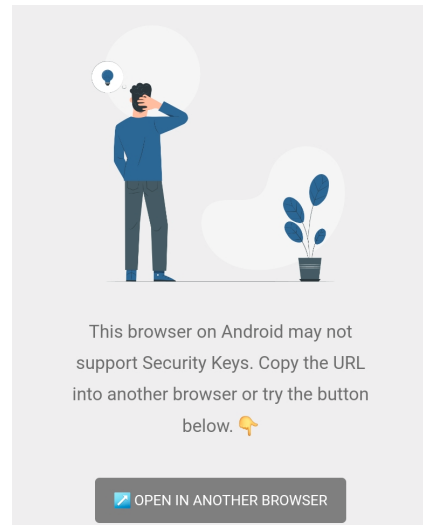 This browser on Android may not
support Security Keys. Copy the URL
into another browser or try the button
below. 👇
↗️ OPEN IN ANOTHER BROWSER